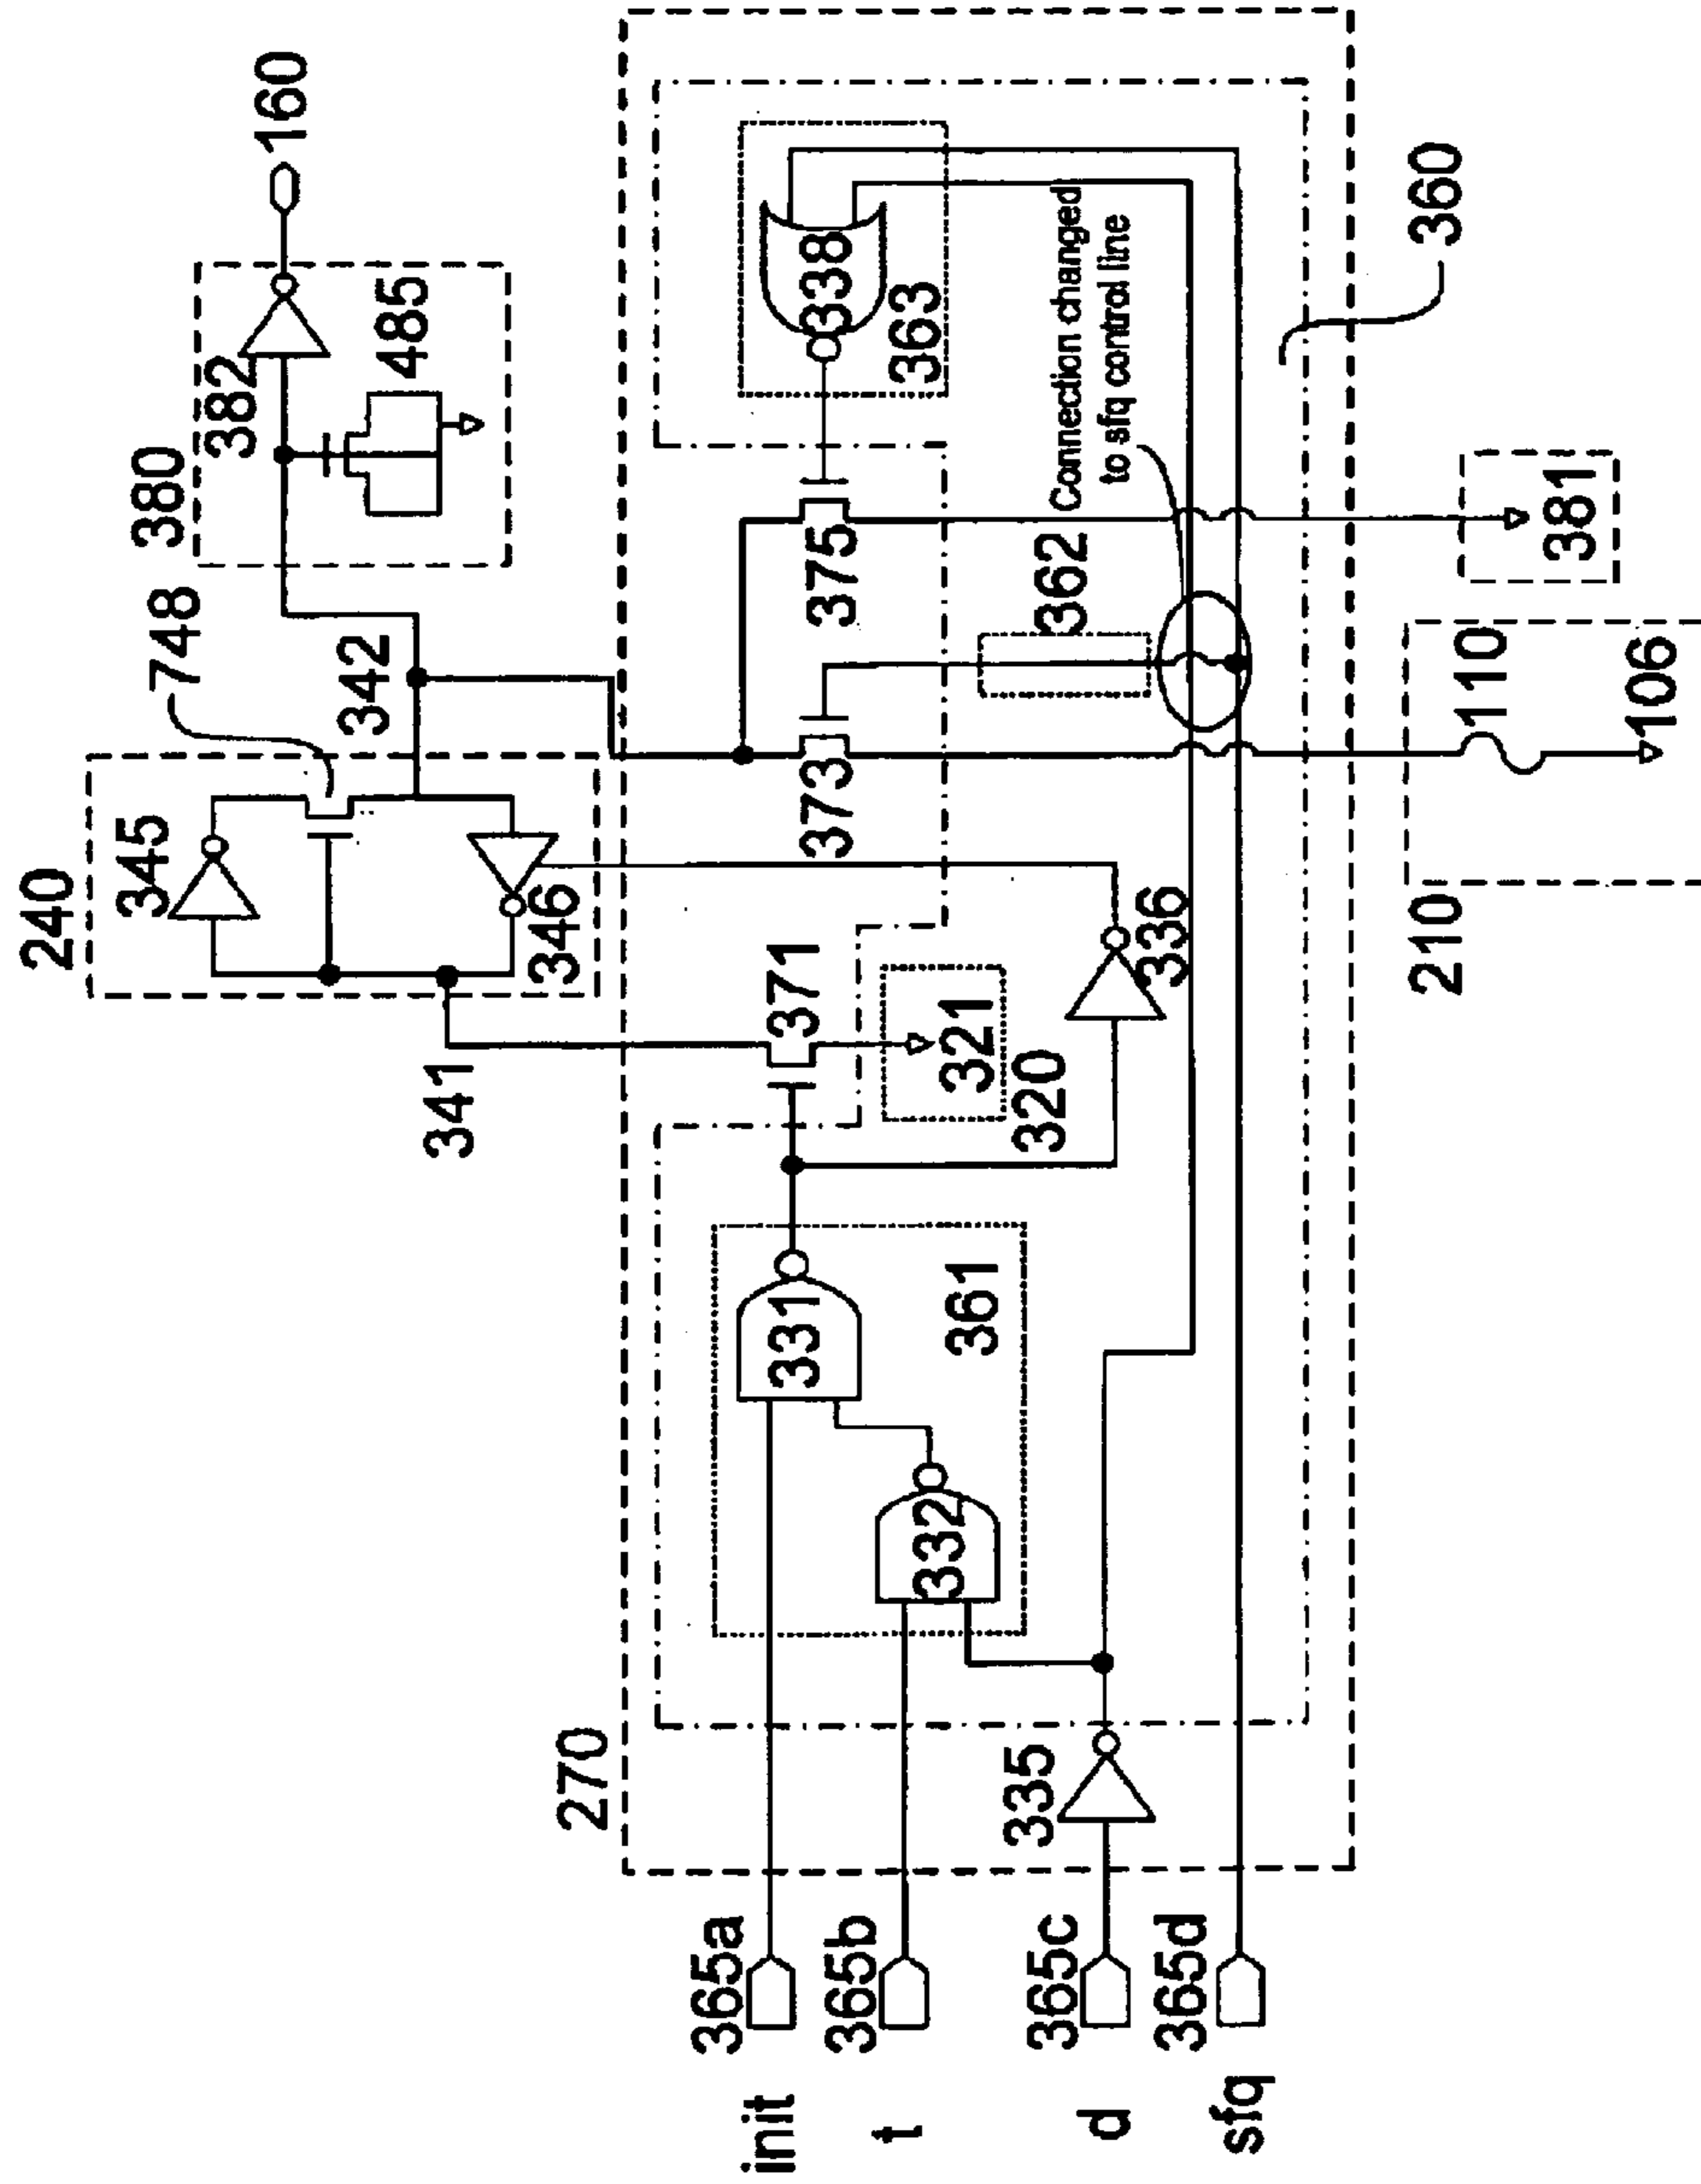 160
380
382
485
748
342
240
345
346
341
270
371
373
375
338
363
362
Connection changed
to sfq control line
360
321
320
336
331
332
361
335
381
210
110
106
365a
365b
365c
365d
init
t
d
sfq